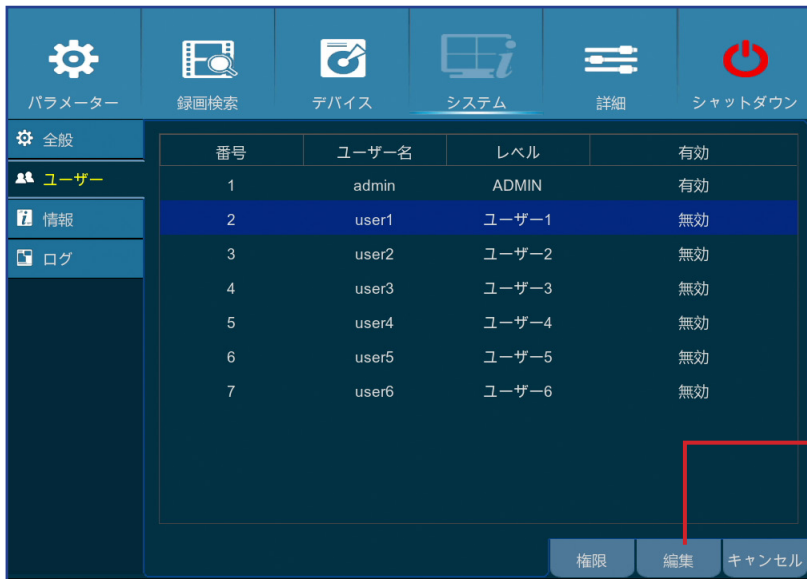 パラメーター 録画検索 デバイス システム 詳細 シャットダウン
全般
ユーザー
情報
ログ
番号 ユーザー名 レベル 有効
1 admin ADMIN 有効
2 user1 ユーザー1 無効
3 user2 ユーザー2 無効
4 user3 ユーザー3 無効
5 user4 ユーザー4 無効
6 user5 ユーザー5 無効
7 user6 ユーザー6 無効
権限 編集 キャンセル